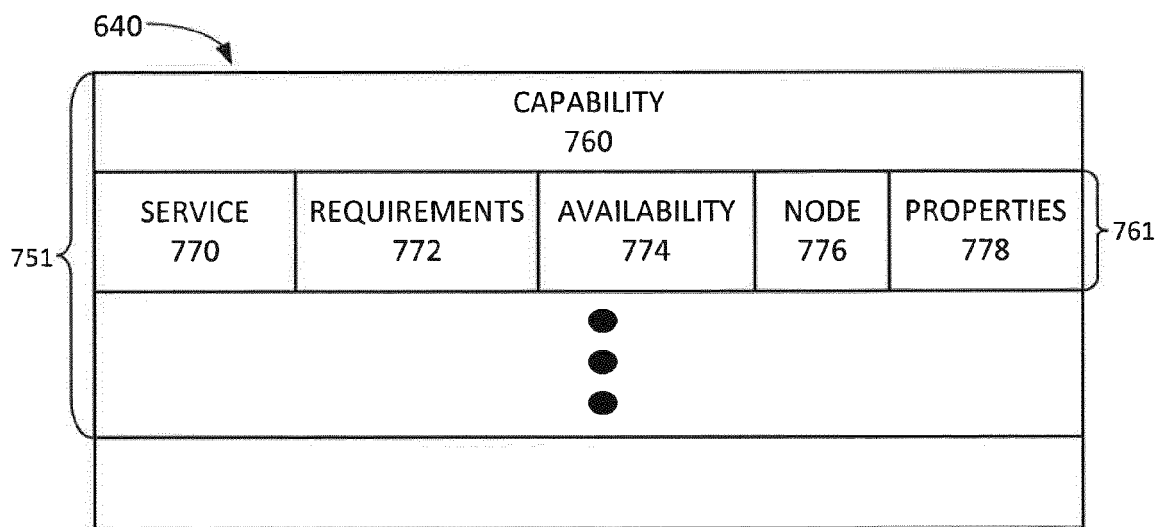 640
CAPABILITY
760
SERVICE REQUIREMENTS AVAILABILITY NODE PROPERTIES
770 772 774 776 778
751
761